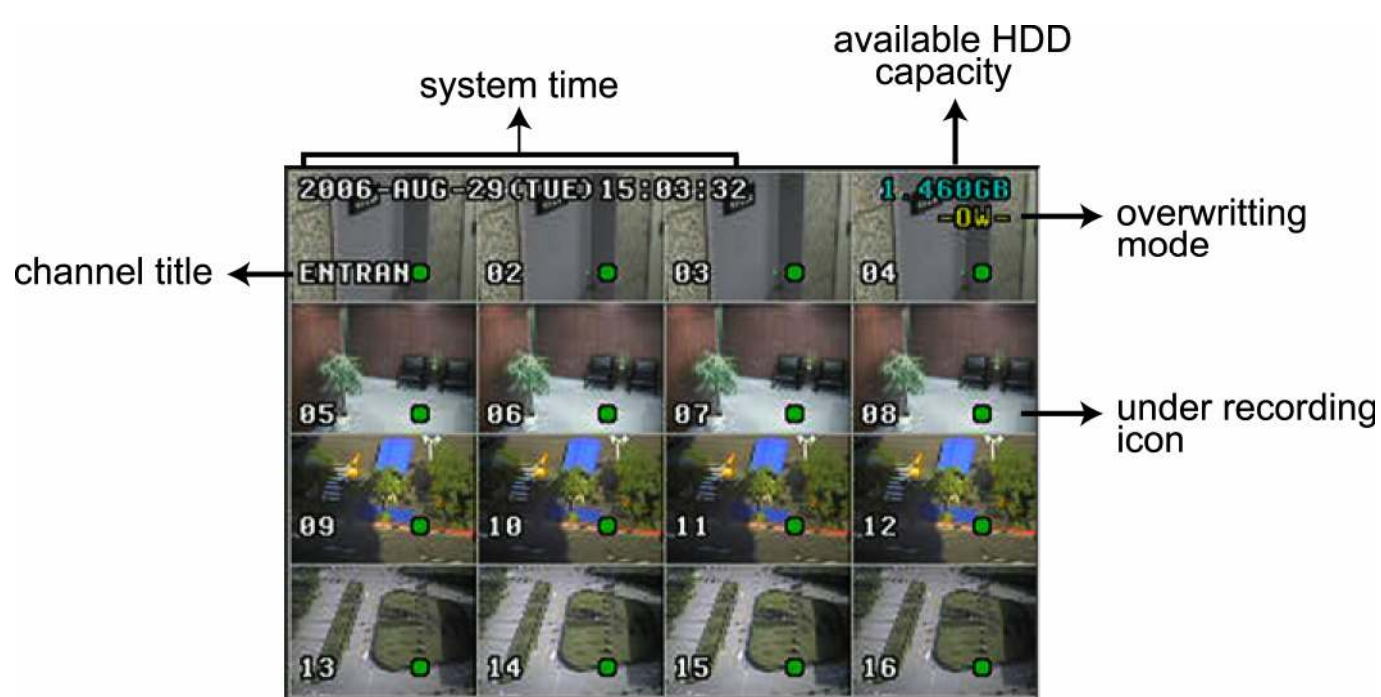 available HDD
capacity
system time
2006-AUG-29(TUE)15:03:32
1.460GB
-OW-
overwritting
mode
channel title
ENTRAN
02
03
04
05
06
07
08
under recording
icon
09
10
11
12
13
14
15
16